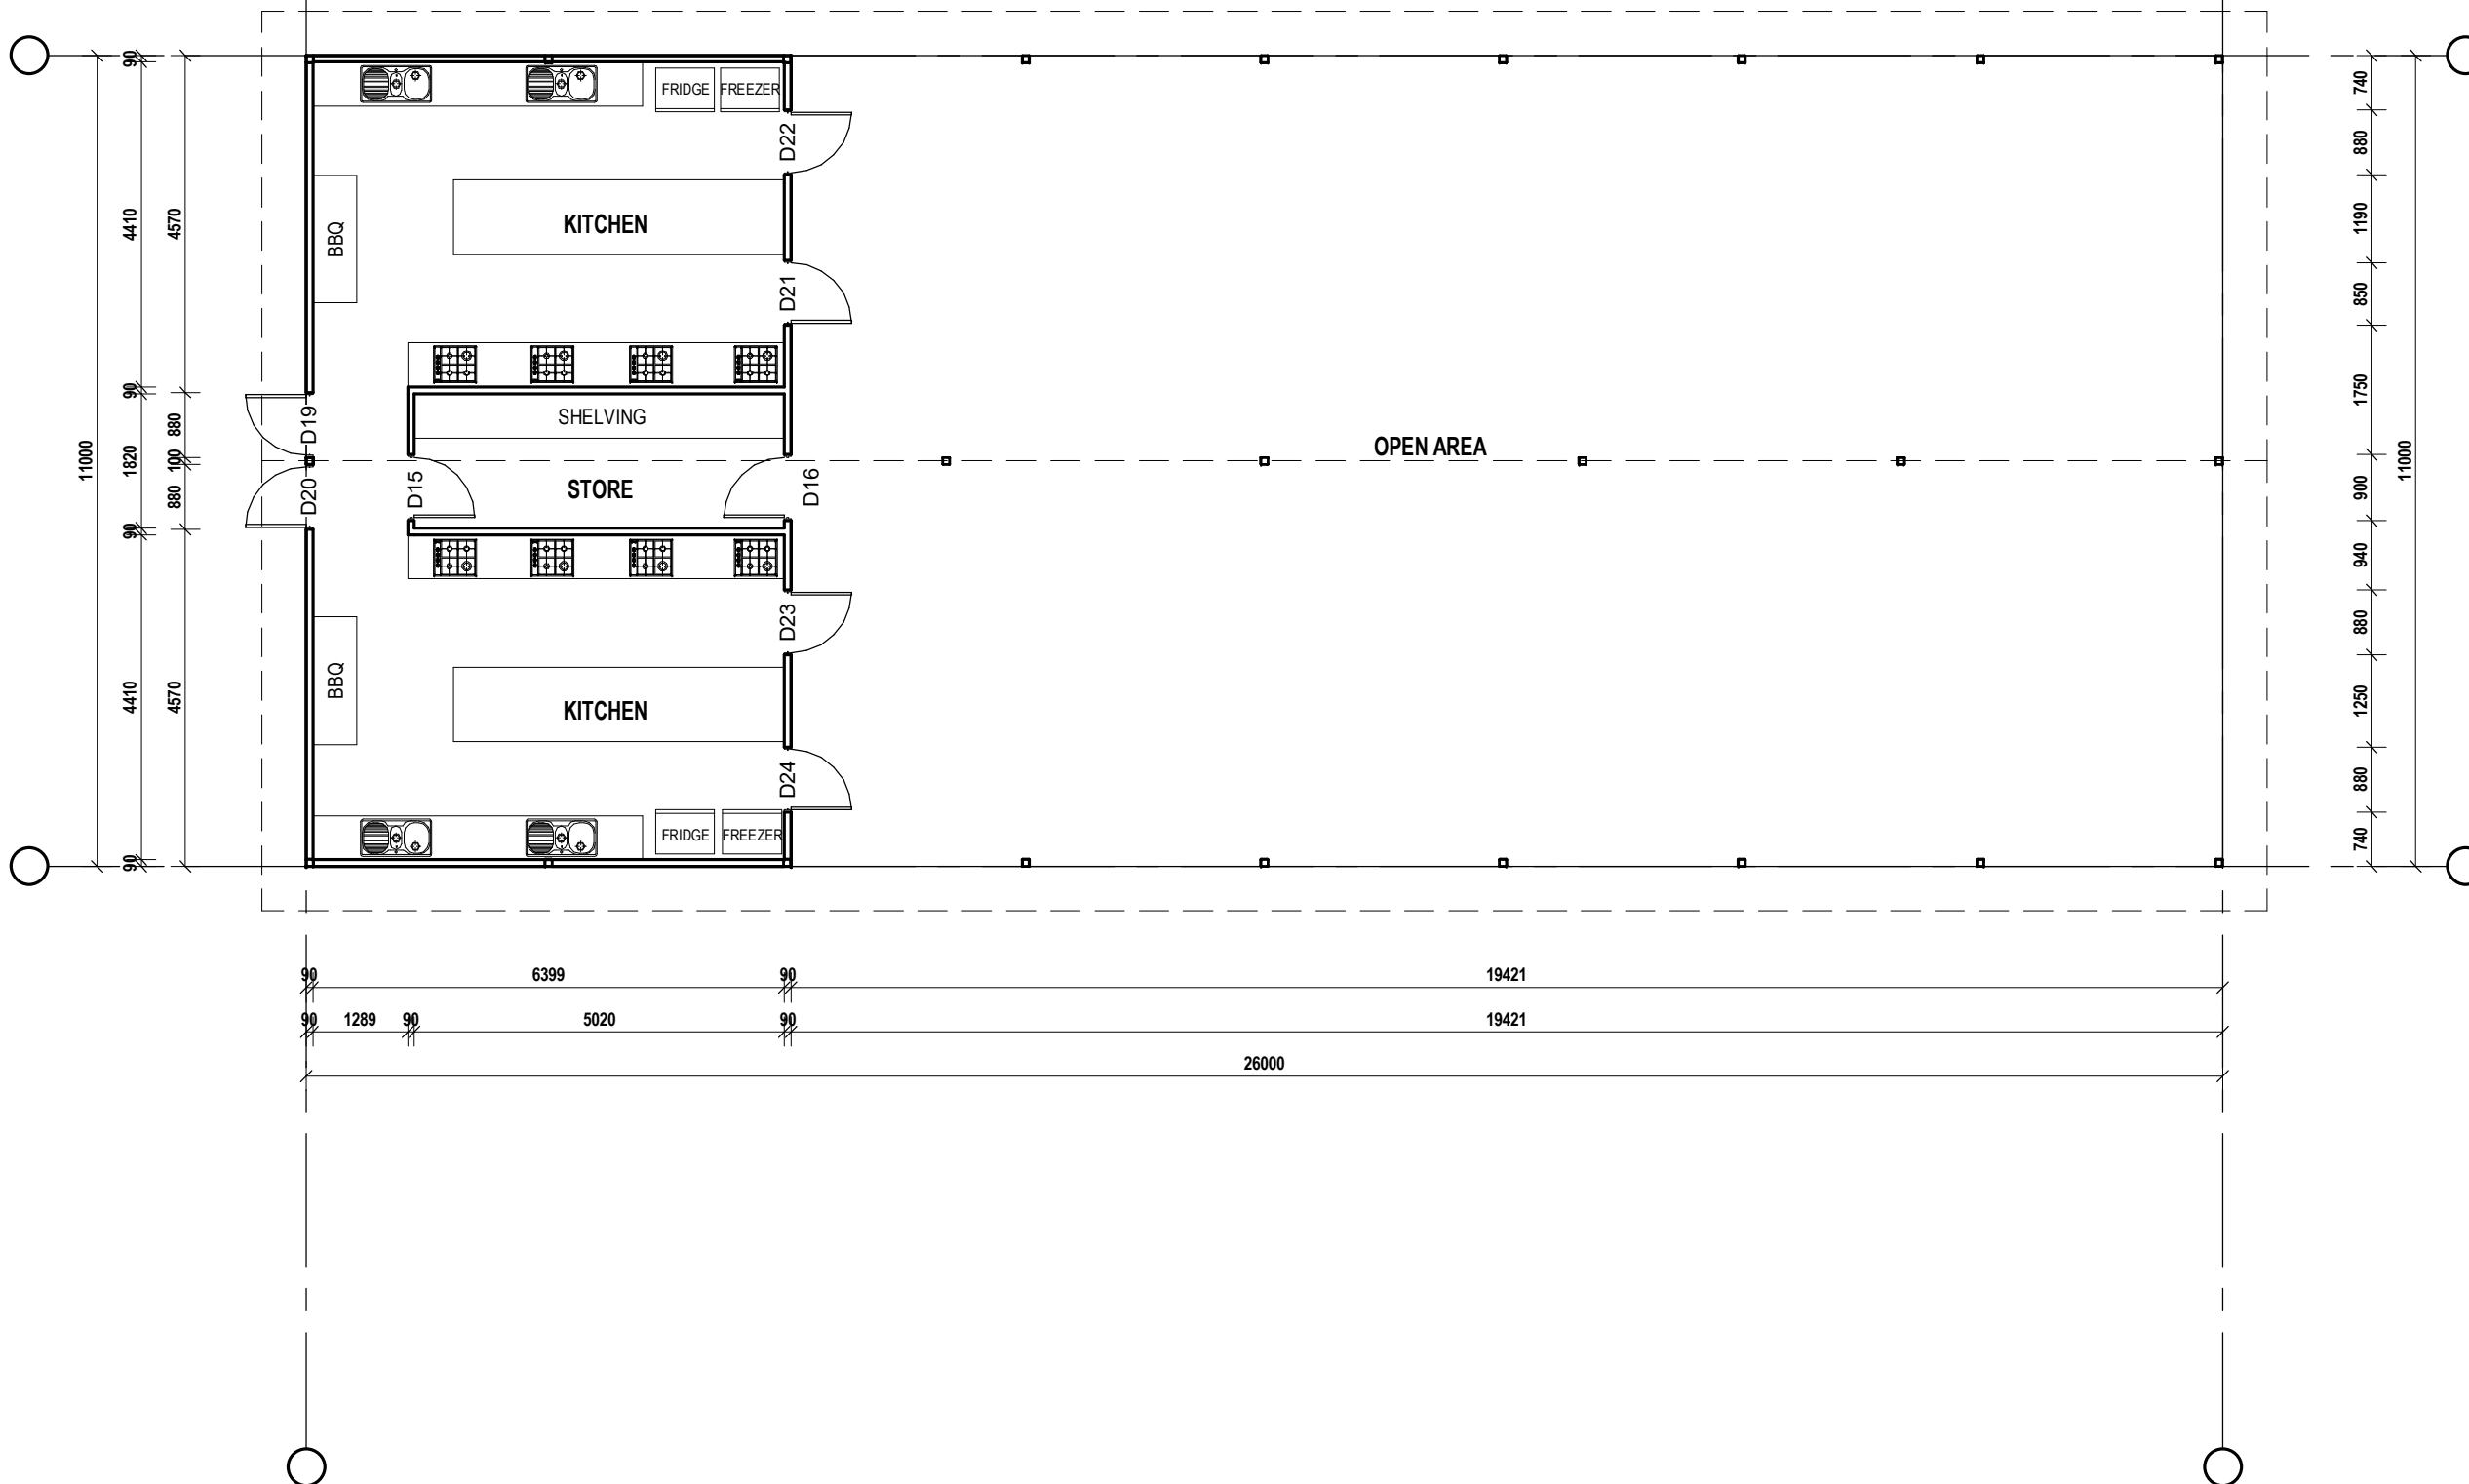 FRIDGE
FREEZER
D22
KITCHEN
BBQ
D21
SHELVING
D19
D20
D15
STORE
D16
OPEN AREA
D23
BBQ
KITCHEN
D24
FRIDGE
FREEZER
11000
90
4410
90
1820
90
4410
90
4570
880
100
880
4570
740
880
1190
850
1750
900
940
880
1250
880
740
11000
90
6399
90
19421
90
1289
90
5020
90
19421
26000